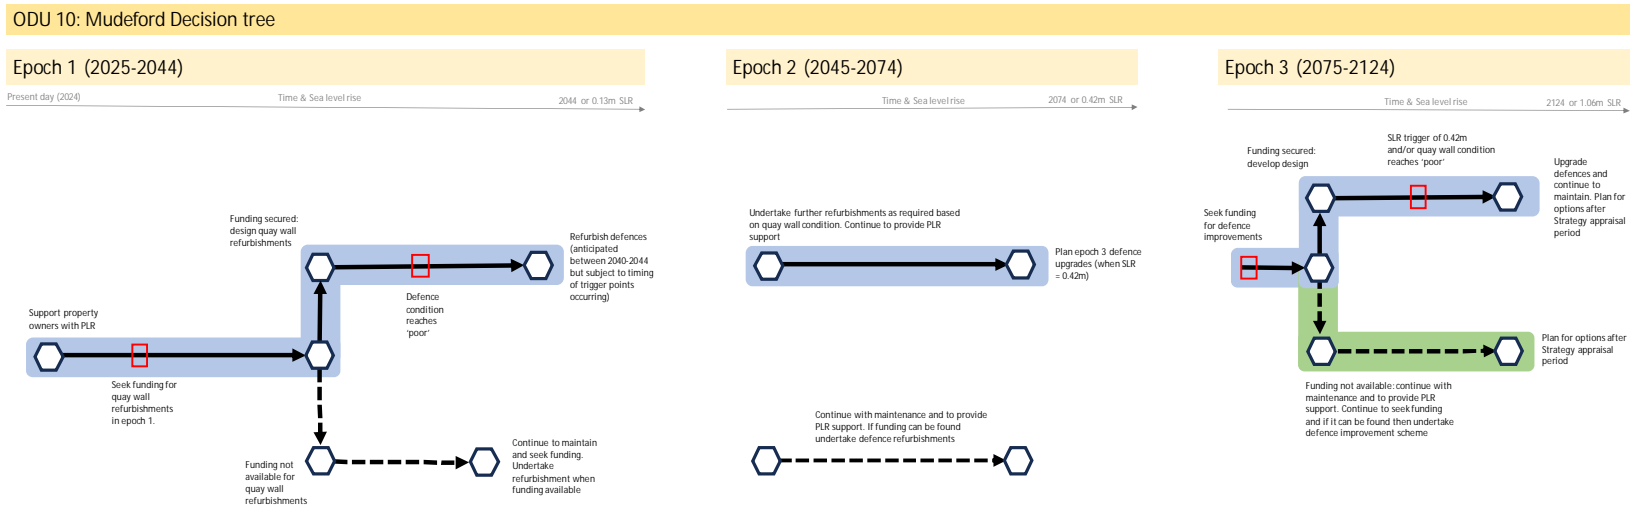 ODU 10: Mudeford Decision tree
Epoch 1 (2025-2044)
Present day (2024)
Time & Sea level rise
2044 or 0.13m SLR
Support property
owners with PLR
Seek funding for
quay wall
refurbishments
in epoch 1.
Funding secured:
design quay wall
refurbishments
Defence
condition
reaches
'poor'
Refurbish defences
(anticipated
between 2040-2044
but subject to timing
of trigger points
occurring)
Funding not
available for
quay wall
refurbishments
Continue to maintain
and seek funding.
Undertake
refurbishment when
funding available
Epoch 2 (2045-2074)
Time & Sea level rise
2074 or 0.42m SLR
Undertake further refurbishments as required based
on quay wall condition. Continue to provide PLR
support
Plan epoch 3 defence
upgrades (when SLR
= 0.42m)
Continue with maintenance and to provide
PLR support. If funding can be found
undertake defence refurbishments
Epoch 3 (2075-2124)
Time & Sea level rise
2124 or 1.06m SLR
Seek funding
for defence
improvements
Funding secured:
develop design
SLR trigger of 0.42m
and/or quay wall condition
reaches 'poor'
Upgrade
defences and
continue to
maintain. Plan for
options after
Strategy appraisal
period
Plan for options after
Strategy appraisal
period
Funding not available: continue with
maintenance and to provide PLR
support. Continue to seek funding
and if it can be found then undertake
defence improvement scheme